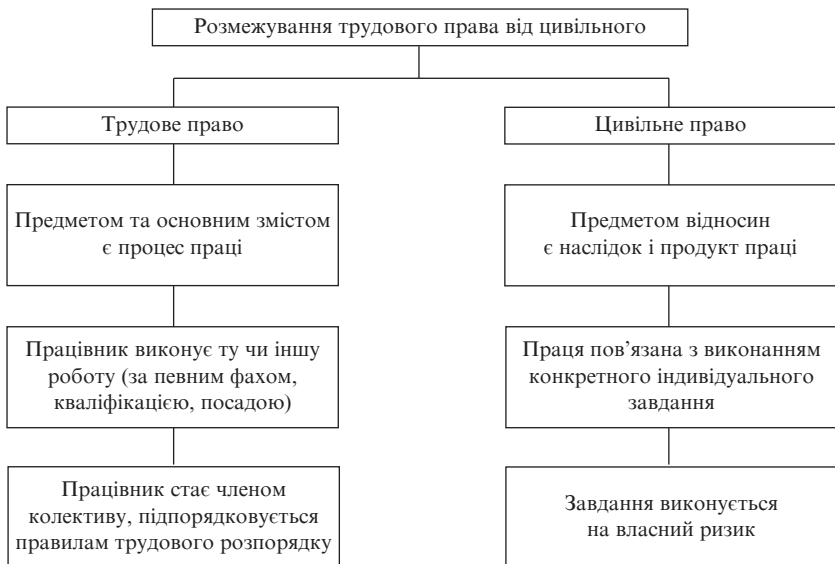 Розмежування трудового права від цивільного
Трудове право
Предметом та основним змістом
є процес праці
Працівник виконує ту чи іншу
роботу (за певним фахом,
кваліфікацією, посадою)
Працівник стає членом
колективу, підпорядковується
правилам трудового розпорядку
Цивільне право
Предметом відносин
є наслідок і продукт праці
Праця пов’язана з виконанням
конкретного індивідуального
завдання
Завдання виконується
на власний ризик